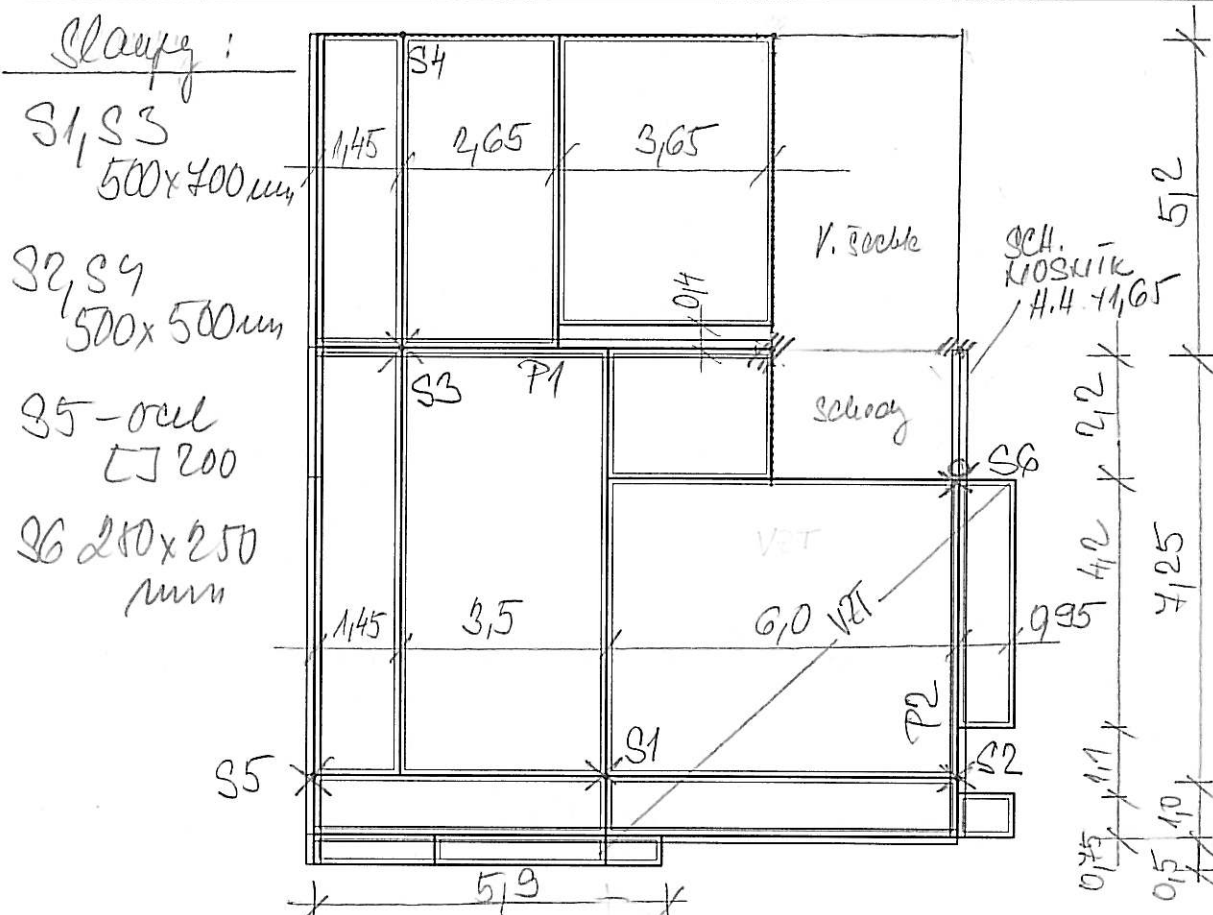 Sloupy :
S1, S3
500x700 mm
S2, S4
500x500 mm
S5 - ocel
[] 200
S6 250x250
mm
S4
1,45
2,65
3,65
V. šachta
SCH.
NOSNÍK
H.H. +1,65
5,2
0,4
S3
P1
schody
2,2
S6
VZT
1,45
3,5
6,0
VZT
0,95
4,2
7,25
P2
S5
S1
S2
1,1
1,0
0,75
0,5
5,9